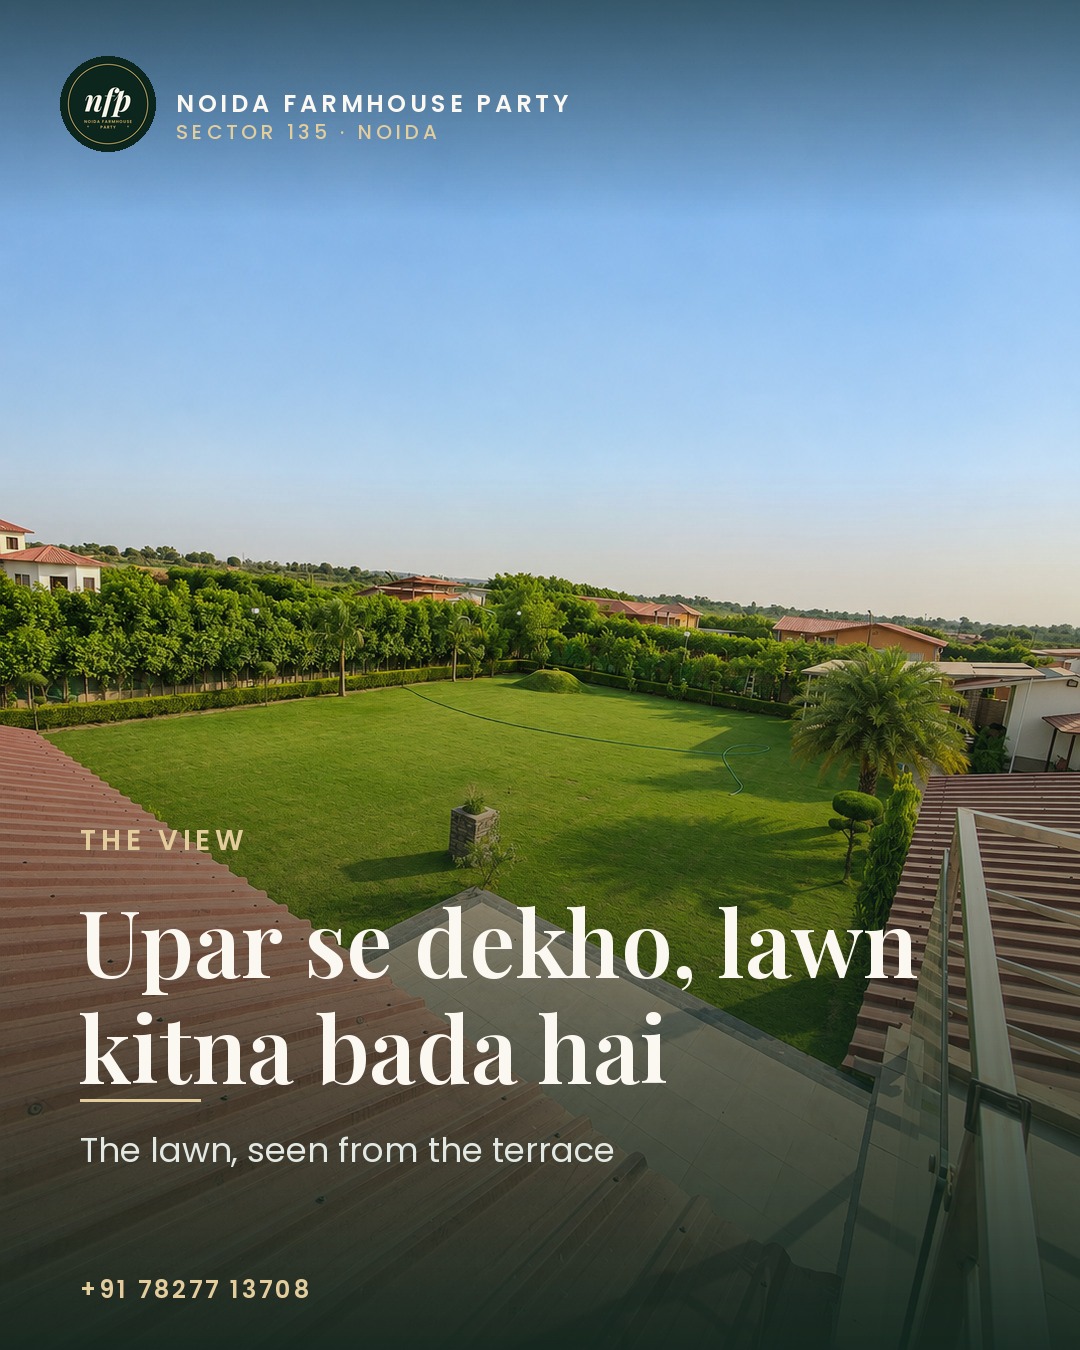 nfp
NOIDA FARMHOUSE
PARTY
NOIDA FARMHOUSE PARTY
SECTOR 135 · NOIDA
THE VIEW
Upar se dekho, lawn
kitna bada hai
The lawn, seen from the terrace
+91 78277 13708